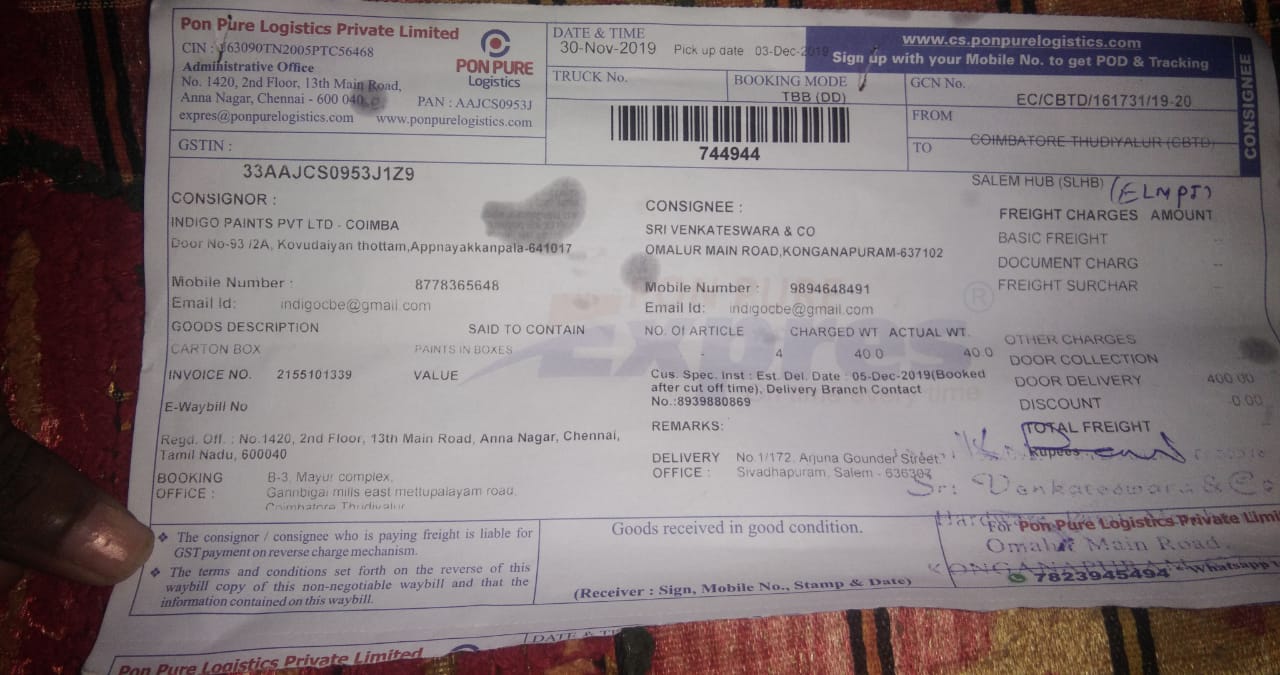 Pon Pure Logistics Private Limited
CIN : U63090TN2005PTC56468
Administrative Office
No. 1420, 2nd Floor, 13th Main Road,
Anna Nagar, Chennai - 600 040.
PAN : AAJCS0953J
expres@ponpurelogistics.com www.ponpurelogistics.com
PON PURE
Logistics
GSTIN :
33AAJCS0953J1Z9
DATE & TIME
30-Nov-2019 Pick up date 03-Dec-2019
TRUCK No.
BOOKING MODE
TBB (DD)
744944
www.cs.ponpurelogistics.com
Sign up with your Mobile No. to get POD & Tracking
GCN No.
EC/CBTD/161731/19-20
FROM
COIMBATORE THUDIYALUR (CBTD)
TO
SALEM HUB (SLHB)
CONSIGNEE
CONSIGNOR :
INDIGO PAINTS PVT LTD - COIMBA
Door No-93 /2A, Kovudaiyan thottam,Appnayakkanpala-641017
Mobile Number : 8778365648
Email Id: indigocbe@gmail.com
CONSIGNEE :
SRI VENKATESWARA & CO
OMALUR MAIN ROAD,KONGANAPURAM-637102
Mobile Number : 9894648491
Email Id: indigocbe@gmail.com
GOODS DESCRIPTION SAID TO CONTAIN NO. Of ARTICLE CHARGED WT ACTUAL WT.
CARTON BOX PAINTS IN BOXES - 4 40.0 40.0
INVOICE NO. 2155101339 VALUE
E-Waybill No
Cus. Spec. Inst : Est. Del. Date : 05-Dec-2019(Booked
after cut off time), Delivery Branch Contact
No.:8939880869
REMARKS:
Regd. Off. : No.1420, 2nd Floor, 13th Main Road, Anna Nagar, Chennai,
Tamil Nadu, 600040
BOOKING OFFICE : B-3, Mayur complex,
Gannbigai mills east mettupalayam road,
Coimbatore Thudiyalur
DELIVERY OFFICE : No 1/172, Arjuna Gounder Street
Sivadhapuram, Salem - 636307
FREIGHT CHARGES AMOUNT
BASIC FREIGHT --
DOCUMENT CHARG --
FREIGHT SURCHAR --
OTHER CHARGES
DOOR COLLECTION
DOOR DELIVERY 400.00
DISCOUNT -0.00
TOTAL FREIGHT
Rupees
PON PURE
Expres
®
Sri Venkateswara & Co
Hardware
Omalur Main Road.
KONGANAPURAM
❖ The consignor / consignee who is paying freight is liable for
GST payment on reverse charge mechanism.
❖ The terms and conditions set forth on the reverse of this
waybill copy of this non-negotiable waybill and that the
information contained on this waybill.
Goods received in good condition.
(Receiver : Sign, Mobile No., Stamp & Date)
For Pon Pure Logistics Private Limi
7823945494 - Whatsapp
DATE & TI
Pon Pure Logistics Private Limited